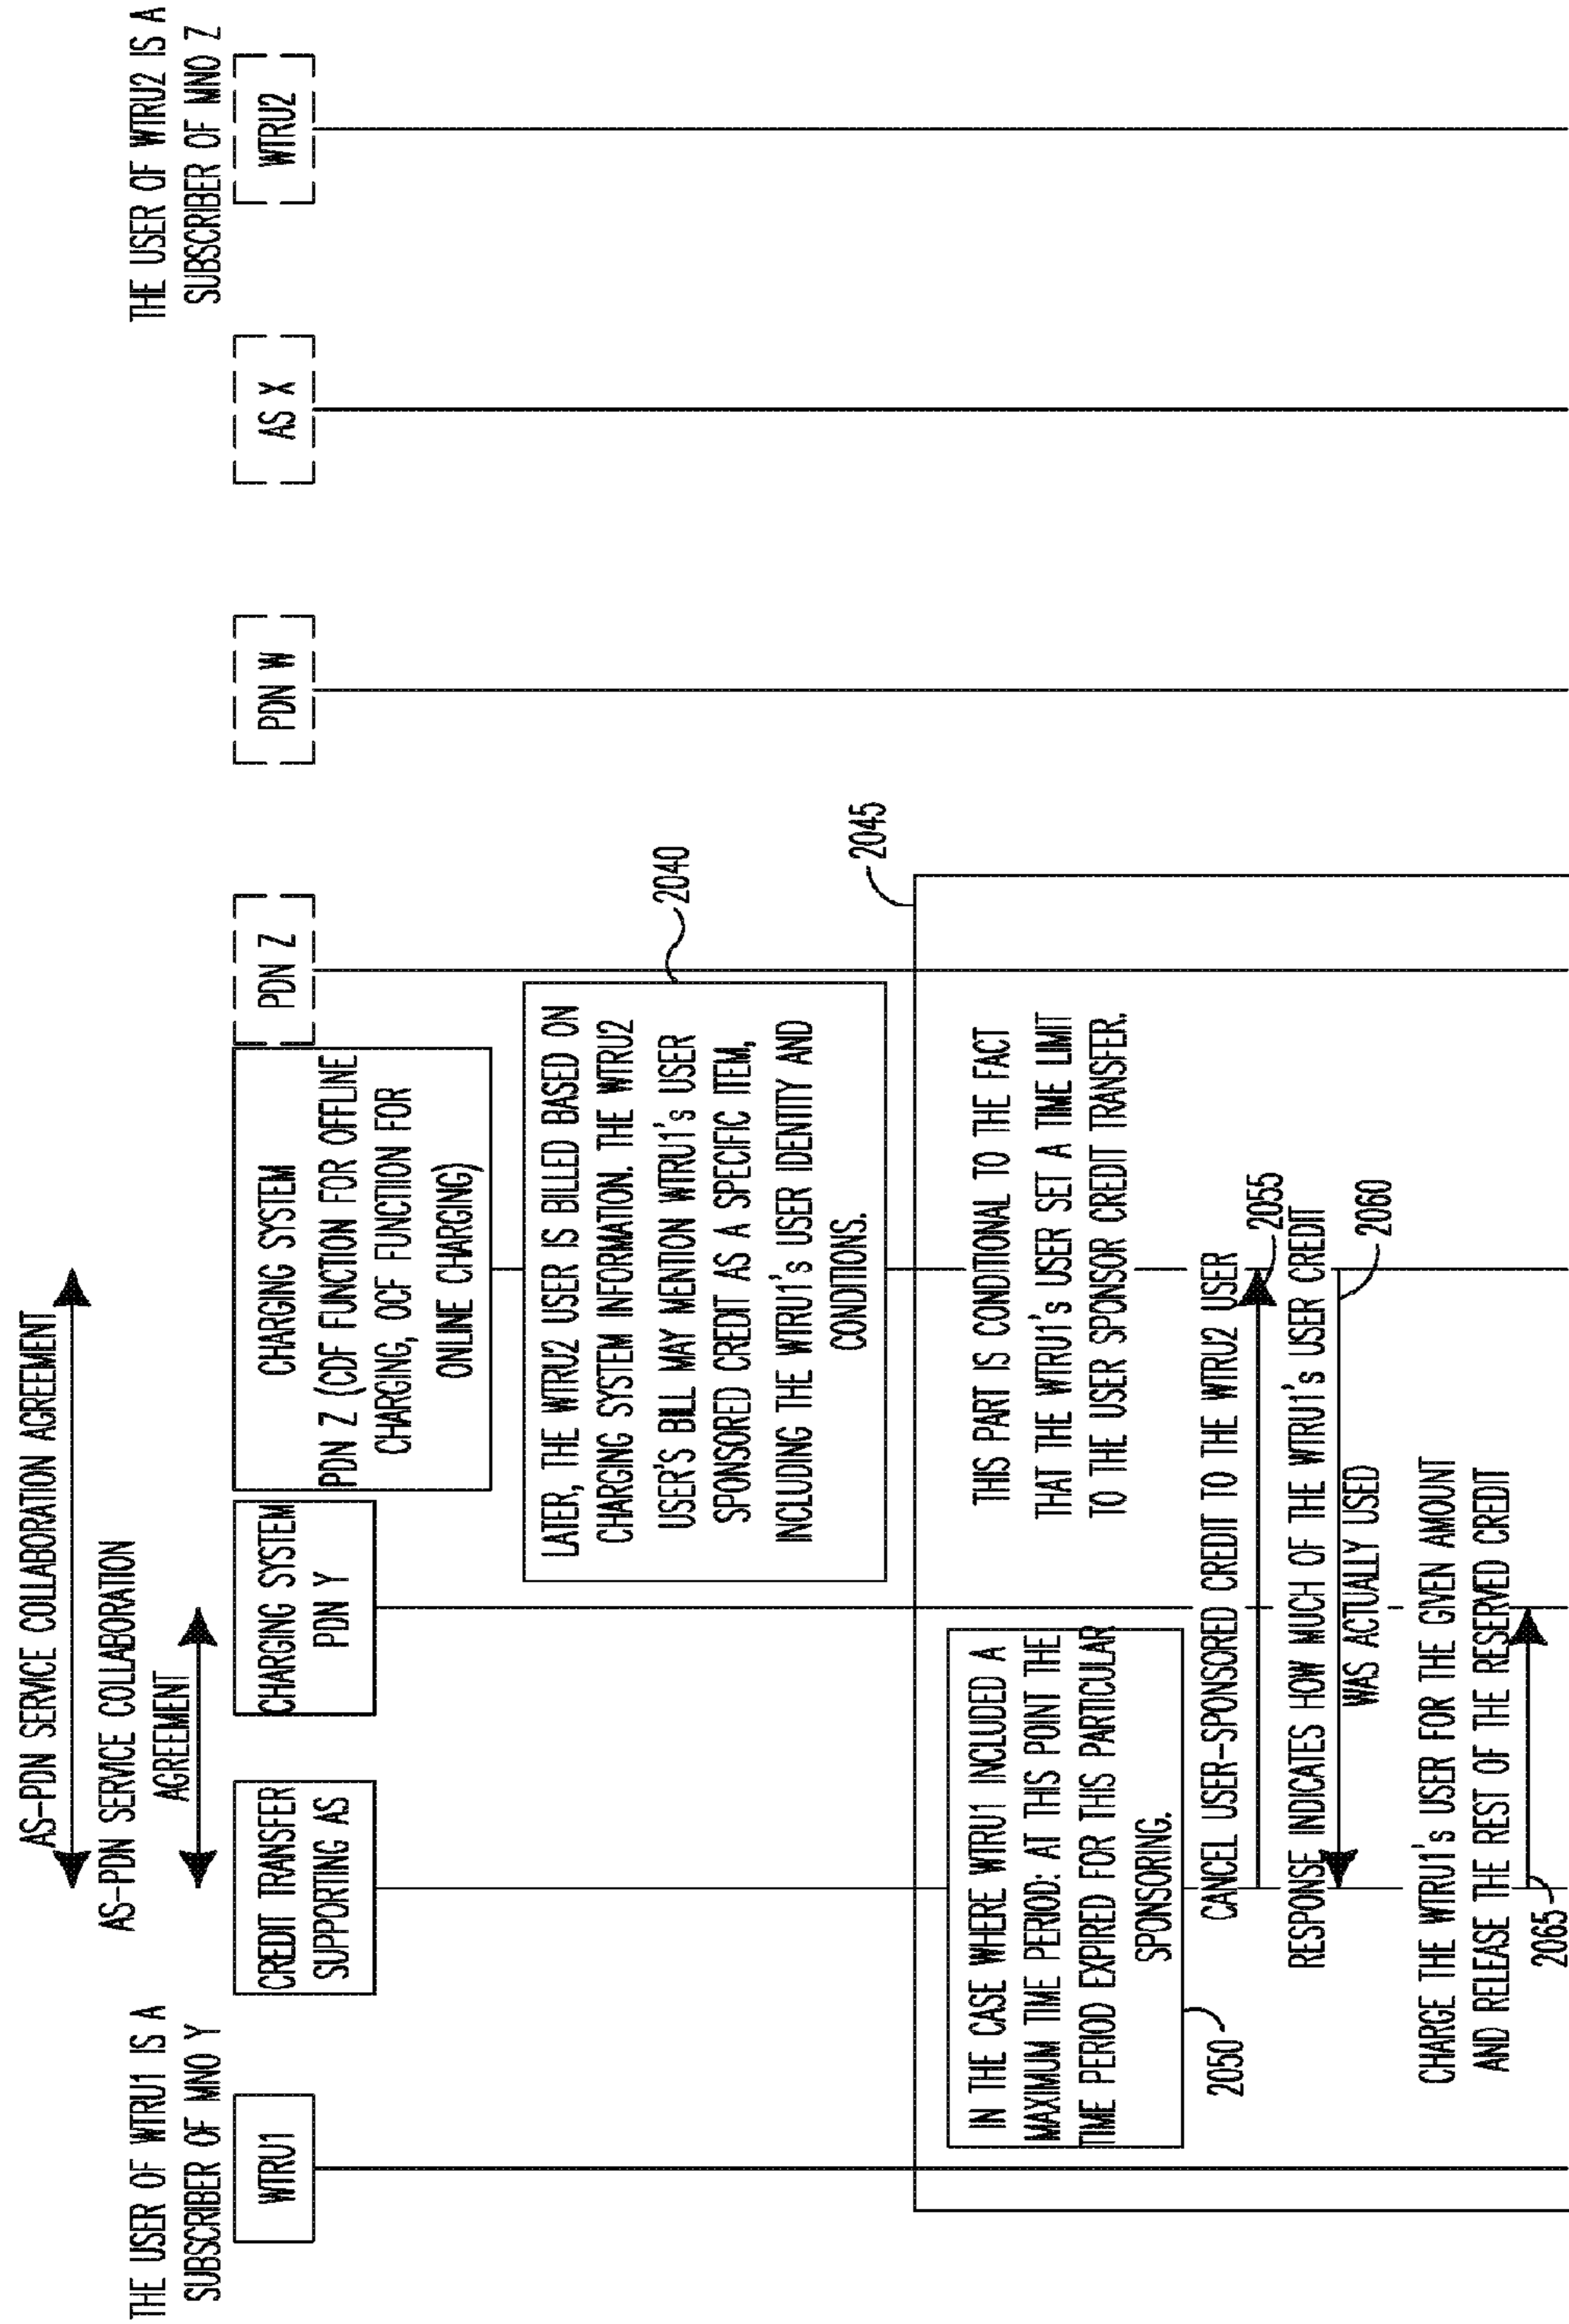 AS-PDN SERVICE COLLABORATION AGREEMENT
AS-PDN SERVICE COLLABORATION
AGREEMENT
THE USER OF WTRU1 IS A
SUBSCRIBER OF MNO Y
THE USER OF WTRU2 IS A
SUBSCRIBER OF MNO Z
WTRU1
CREDIT TRANSFER
SUPPORTING AS
CHARGING SYSTEM
PDN Y
CHARGING SYSTEM
PDN Z (CDF FUNCTION FOR OFFLINE
CHARGING, OCF FUNCTION FOR
ONLINE CHARGING)
PDN Z
PDN W
AS X
WTRU2
LATER, THE WTRU2 USER IS BILLED BASED ON
CHARGING SYSTEM INFORMATION. THE WTRU2
USER'S BILL MAY MENTION WTRU1's USER
SPONSORED CREDIT AS A SPECIFIC ITEM,
INCLUDING THE WTRU1's USER IDENTITY AND
CONDITIONS.
2040
2045
IN THE CASE WHERE WTRU1 INCLUDED A
MAXIMUM TIME PERIOD: AT THIS POINT THE
TIME PERIOD EXPIRED FOR THIS PARTICULAR
SPONSORING.
2050
THIS PART IS CONDITIONAL TO THE FACT
THAT THE WTRU1'S USER SET A TIME LIMIT
TO THE USER SPONSOR CREDIT TRANSFER.
CANCEL USER-SPONSORED CREDIT TO THE WTRU2 USER
2055
RESPONSE INDICATES HOW MUCH OF THE WTRU1's USER CREDIT
WAS ACTUALLY USED
2060
CHARGE THE WTRU1's USER FOR THE GIVEN AMOUNT
AND RELEASE THE REST OF THE RESERVED CREDIT
2065